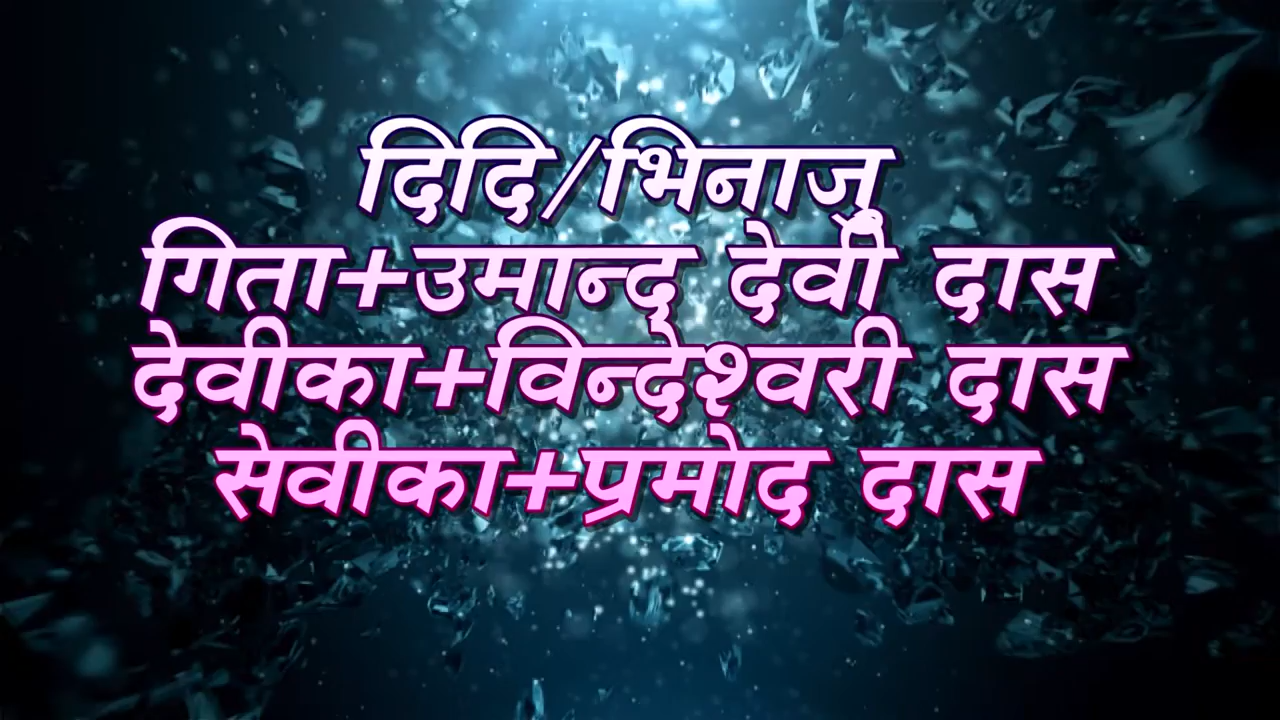 दिदि/भिनाजु
गिता+उमान्द् देवी दास
देवीका+विन्देश्वरी दास
सेवीका+प्रमोद दास